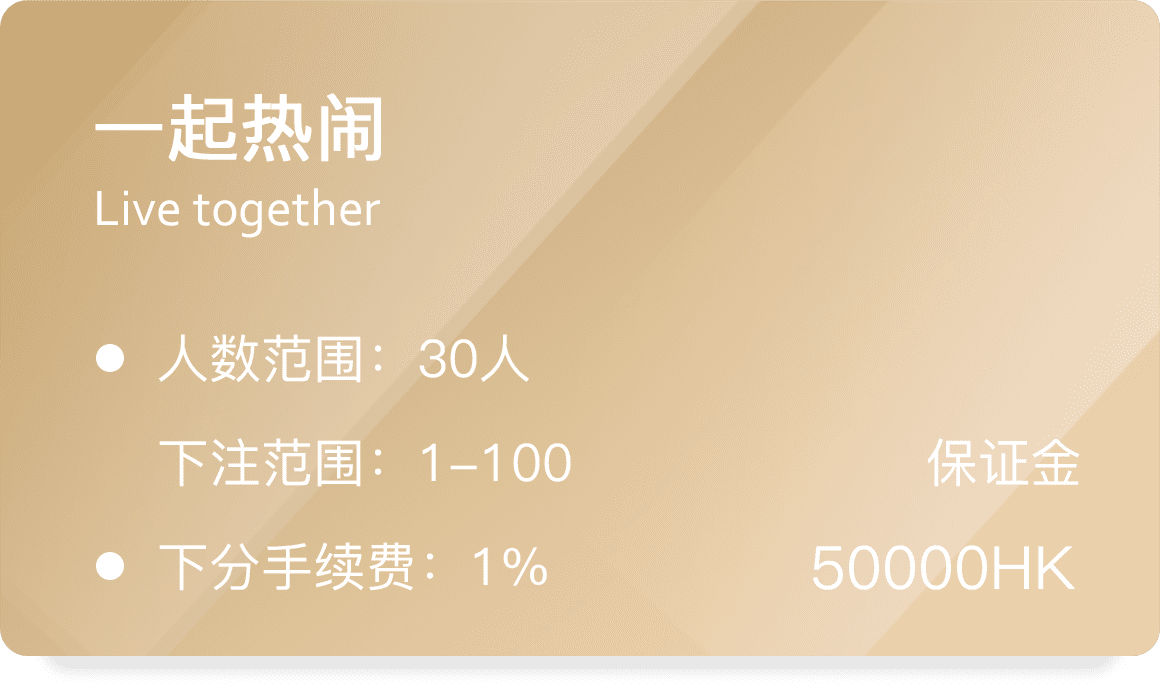 一起热闹
Live together
人数范围：30人
下注范围：1-100
保证金
下分手续费：1%
50000HK